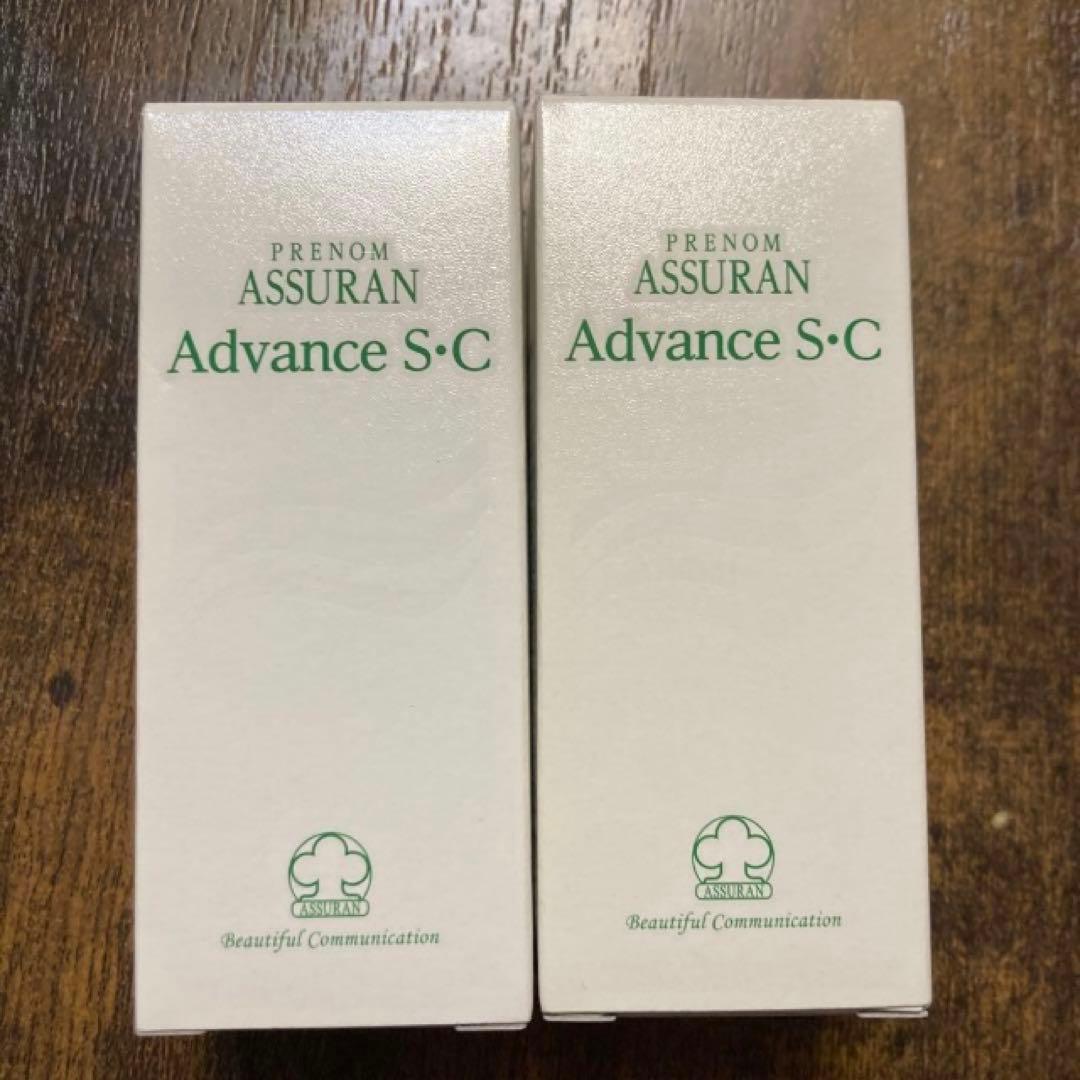 PRENOM
ASSURAN
Advance S・C
ASSURAN
Beautiful Communication
PRENOM
ASSURAN
Advance S・C
ASSURAN
Beautiful Communication